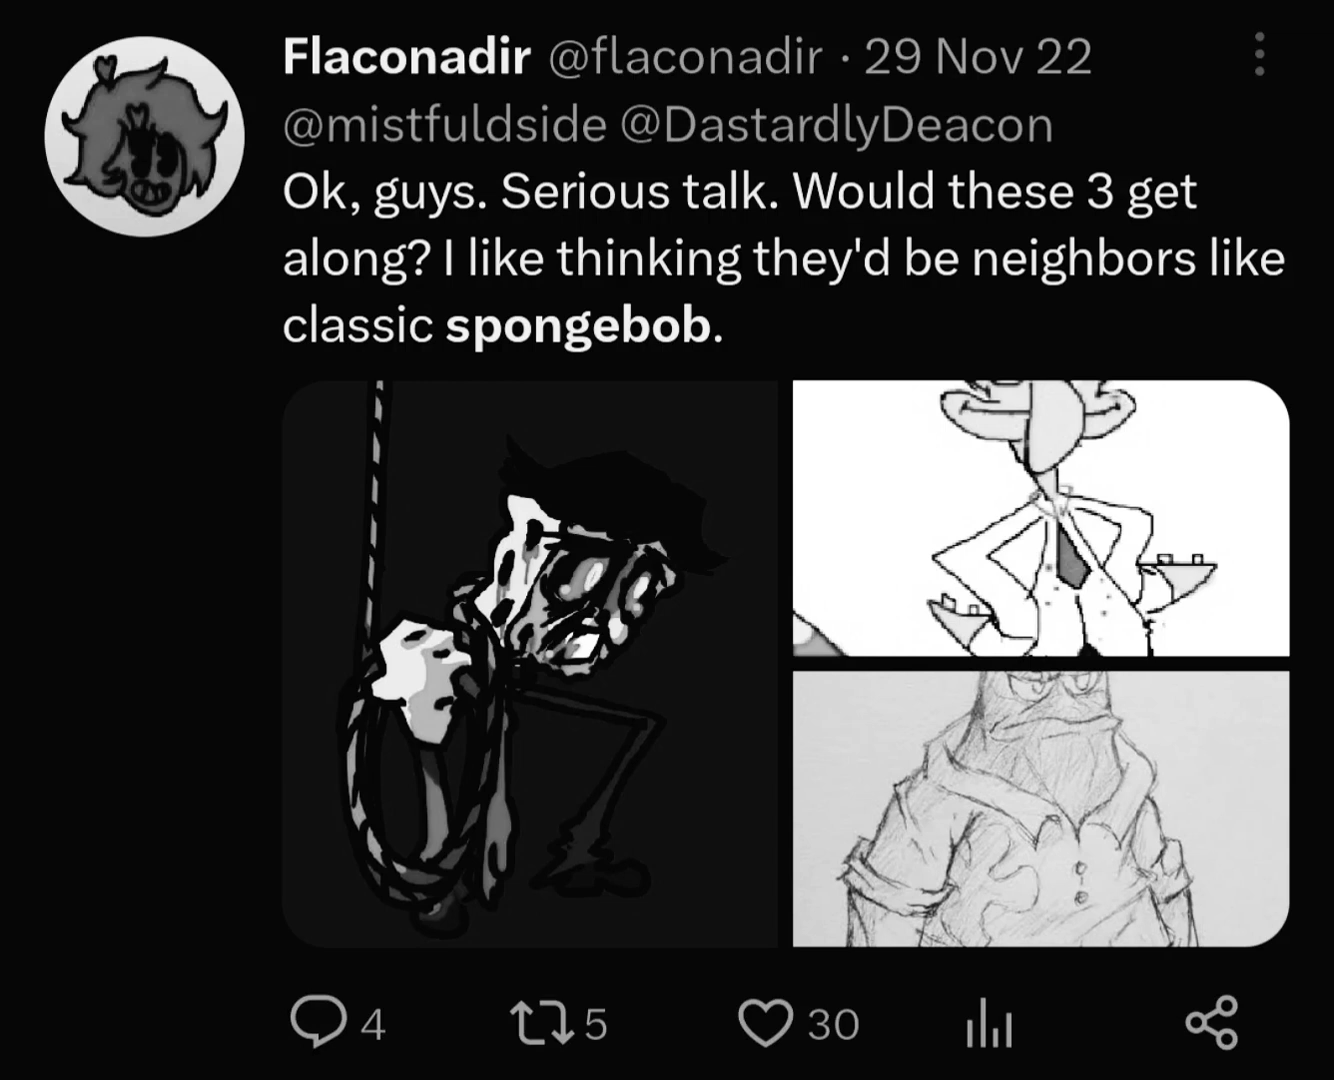 Flaconadir @flaconadir · 29 Nov 22
@mistfuldside @DastardlyDeacon
Ok, guys. Serious talk. Would these 3 get
along? I like thinking they'd be neighbors like
classic spongebob.
4 5 30